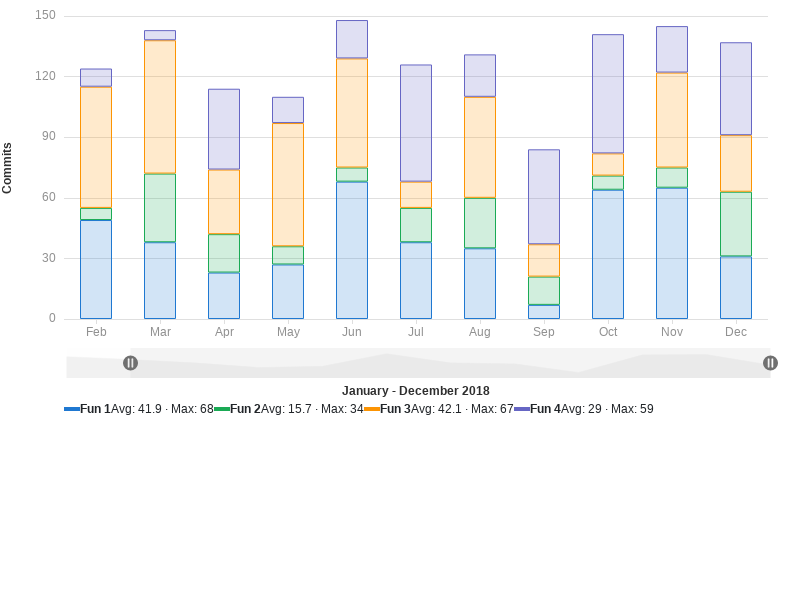 150
120
90
60
30
0
Commits
Feb Mar Apr May Jun Jul Aug Sep Oct Nov Dec
January - December 2018
Fun 1 Avg: 41.9 · Max: 68 Fun 2 Avg: 15.7 · Max: 34 Fun 3 Avg: 42.1 · Max: 67 Fun 4 Avg: 29 · Max: 59